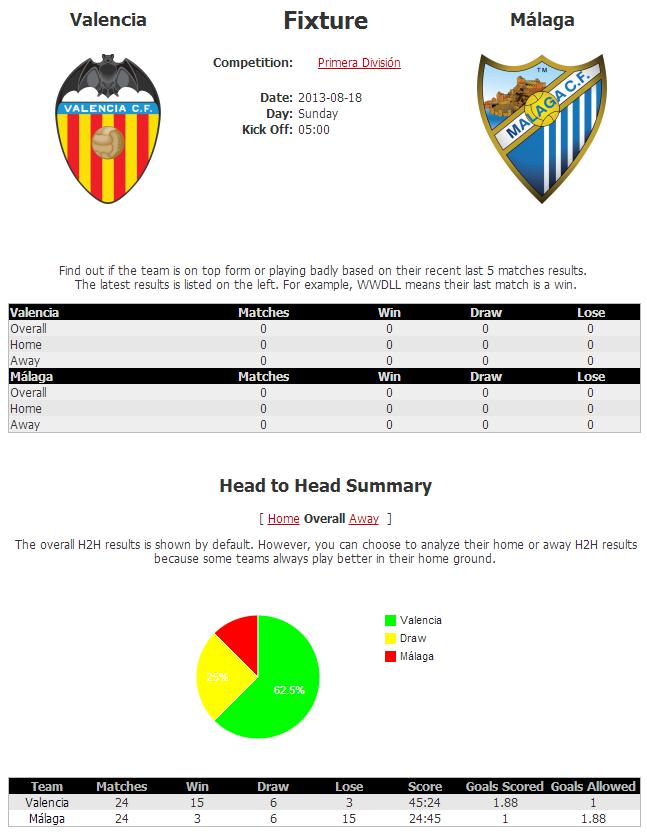 Valencia
Fixture
Málaga
Competition: Primera División
Date: 2013-08-18
Day: Sunday
Kick Off: 05:00
VALENCIA C.F.
TM
MALAGA C.F.
Find out if the team is on top form or playing badly based on their recent last 5 matches results.
The latest results is listed on the left. For example, WWDLL means their last match is a win.
Valencia Matches Win Draw Lose
Overall 0 0 0 0
Home 0 0 0 0
Away 0 0 0 0
Málaga Matches Win Draw Lose
Overall 0 0 0 0
Home 0 0 0 0
Away 0 0 0 0
Head to Head Summary
[ Home Overall Away ]
The overall H2H results is shown by default. However, you can choose to analyze their home or away H2H results
because some teams always play better in their home ground.
Valencia
Draw
Málaga
25%
62.5%
Team Matches Win Draw Lose Score Goals Scored Goals Allowed
Valencia 24 15 6 3 45:24 1.88 1
Málaga 24 3 6 15 24:45 1 1.88